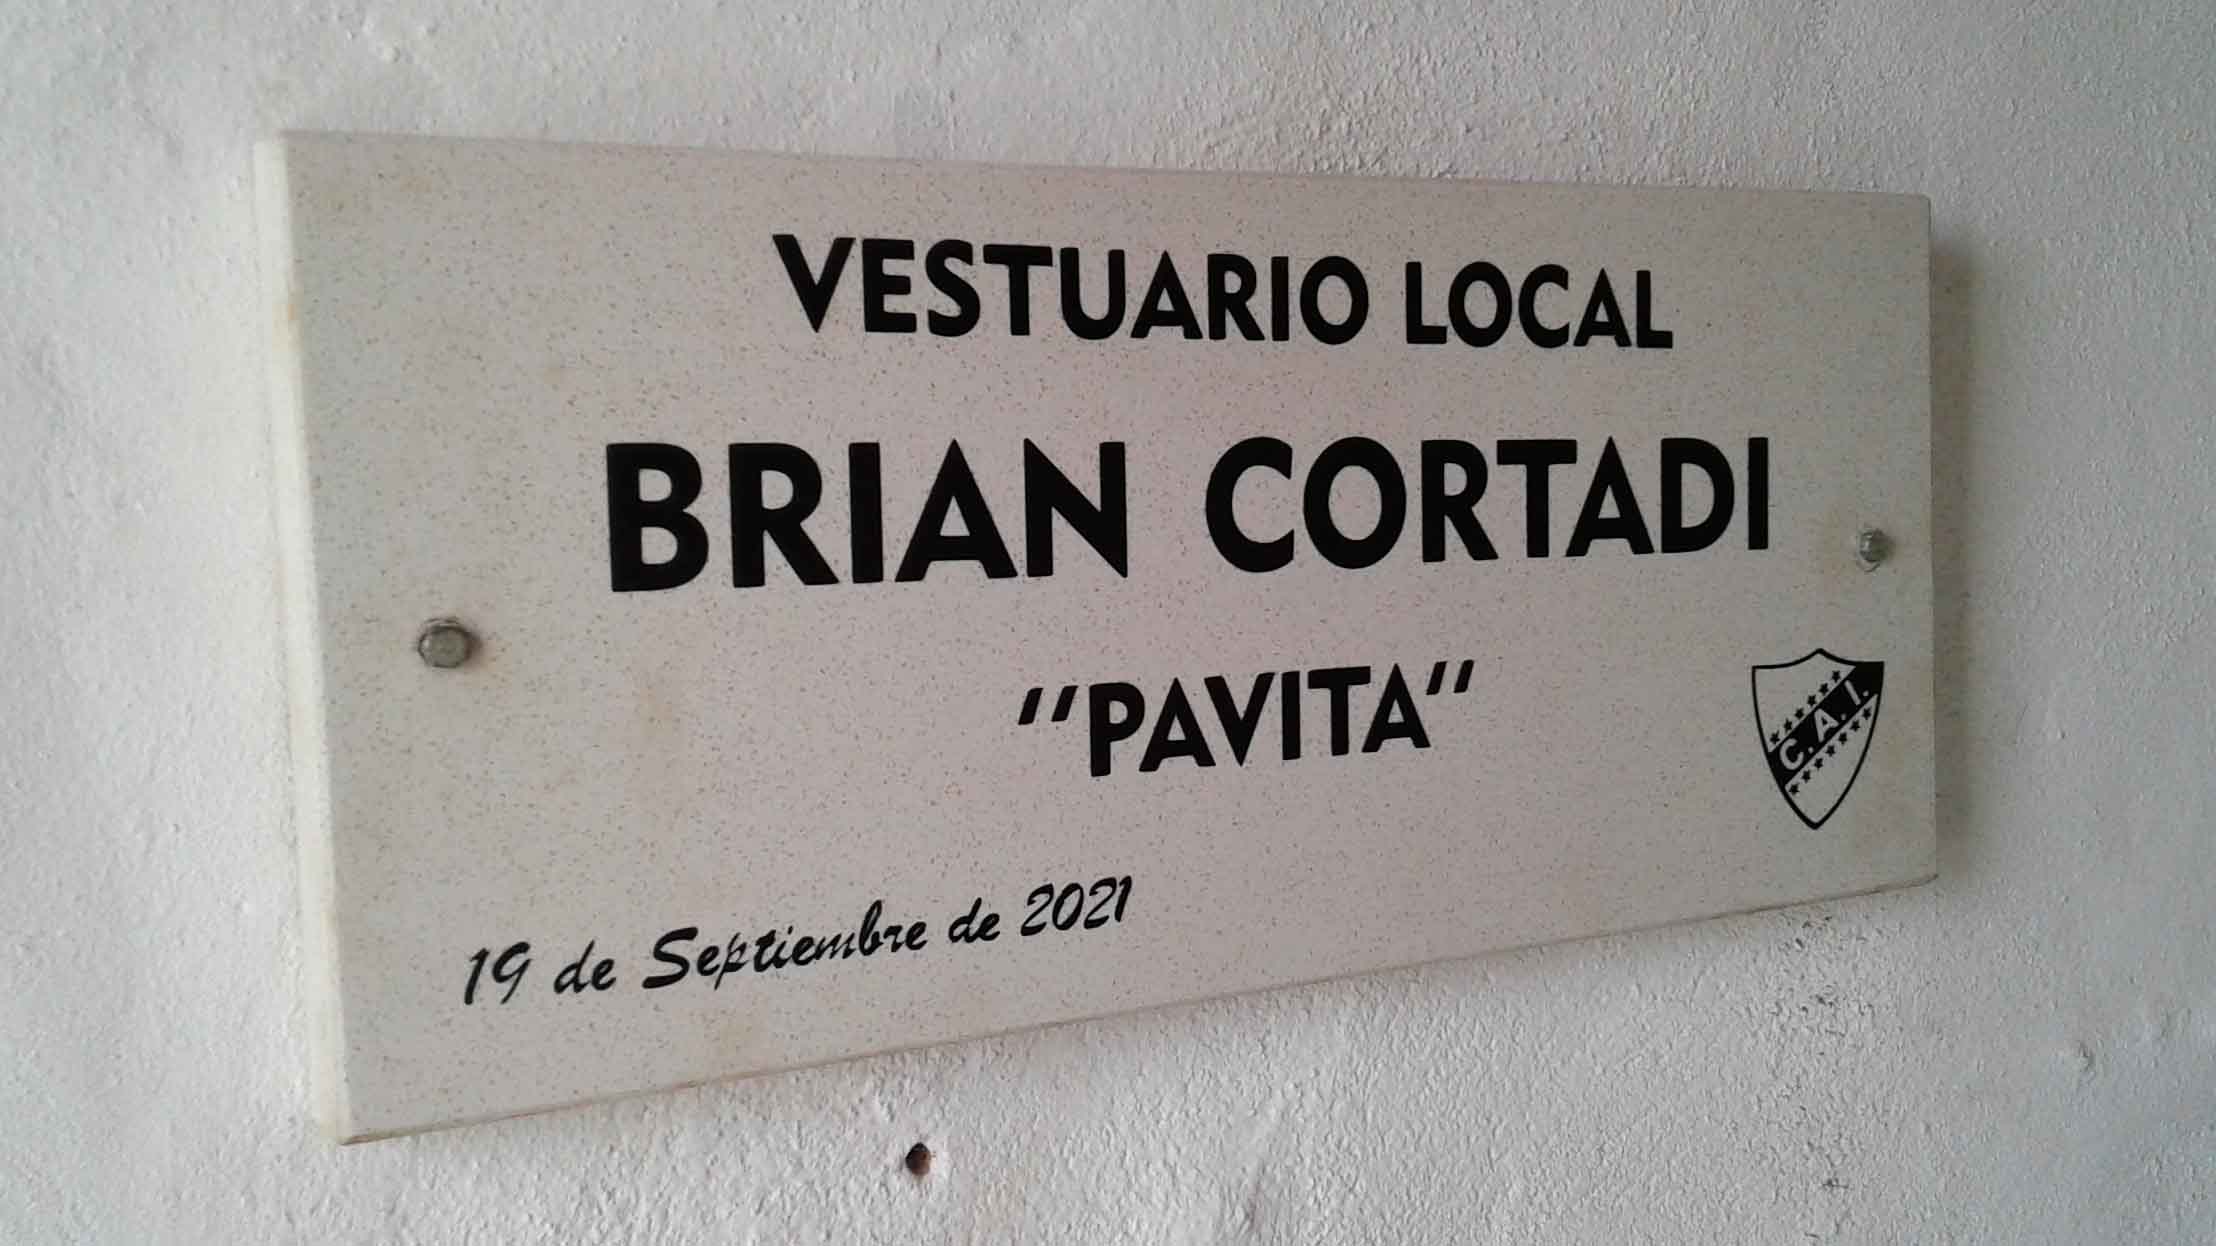 VESTUARIO LOCAL
BRIAN CORTADI
"PAVITA"
C.A.I.
19 de Septiembre de 2021